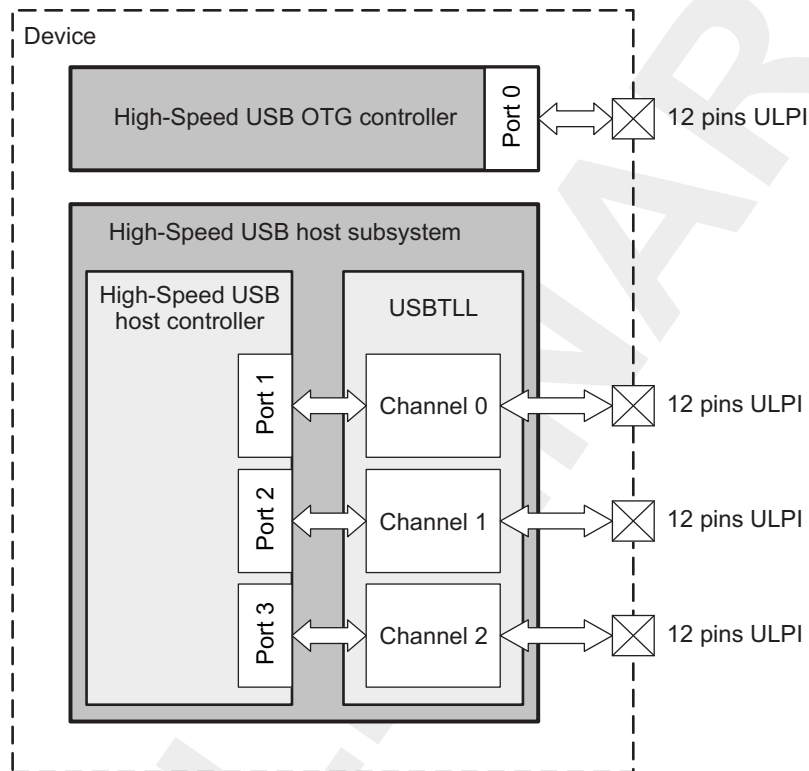 Device
High-Speed USB OTG controller
Port 0
12 pins ULPI
High-Speed USB host subsystem
High-Speed USB
host controller
USBTLL
Port 1
Channel 0
12 pins ULPI
Port 2
Channel 1
12 pins ULPI
Port 3
Channel 2
12 pins ULPI